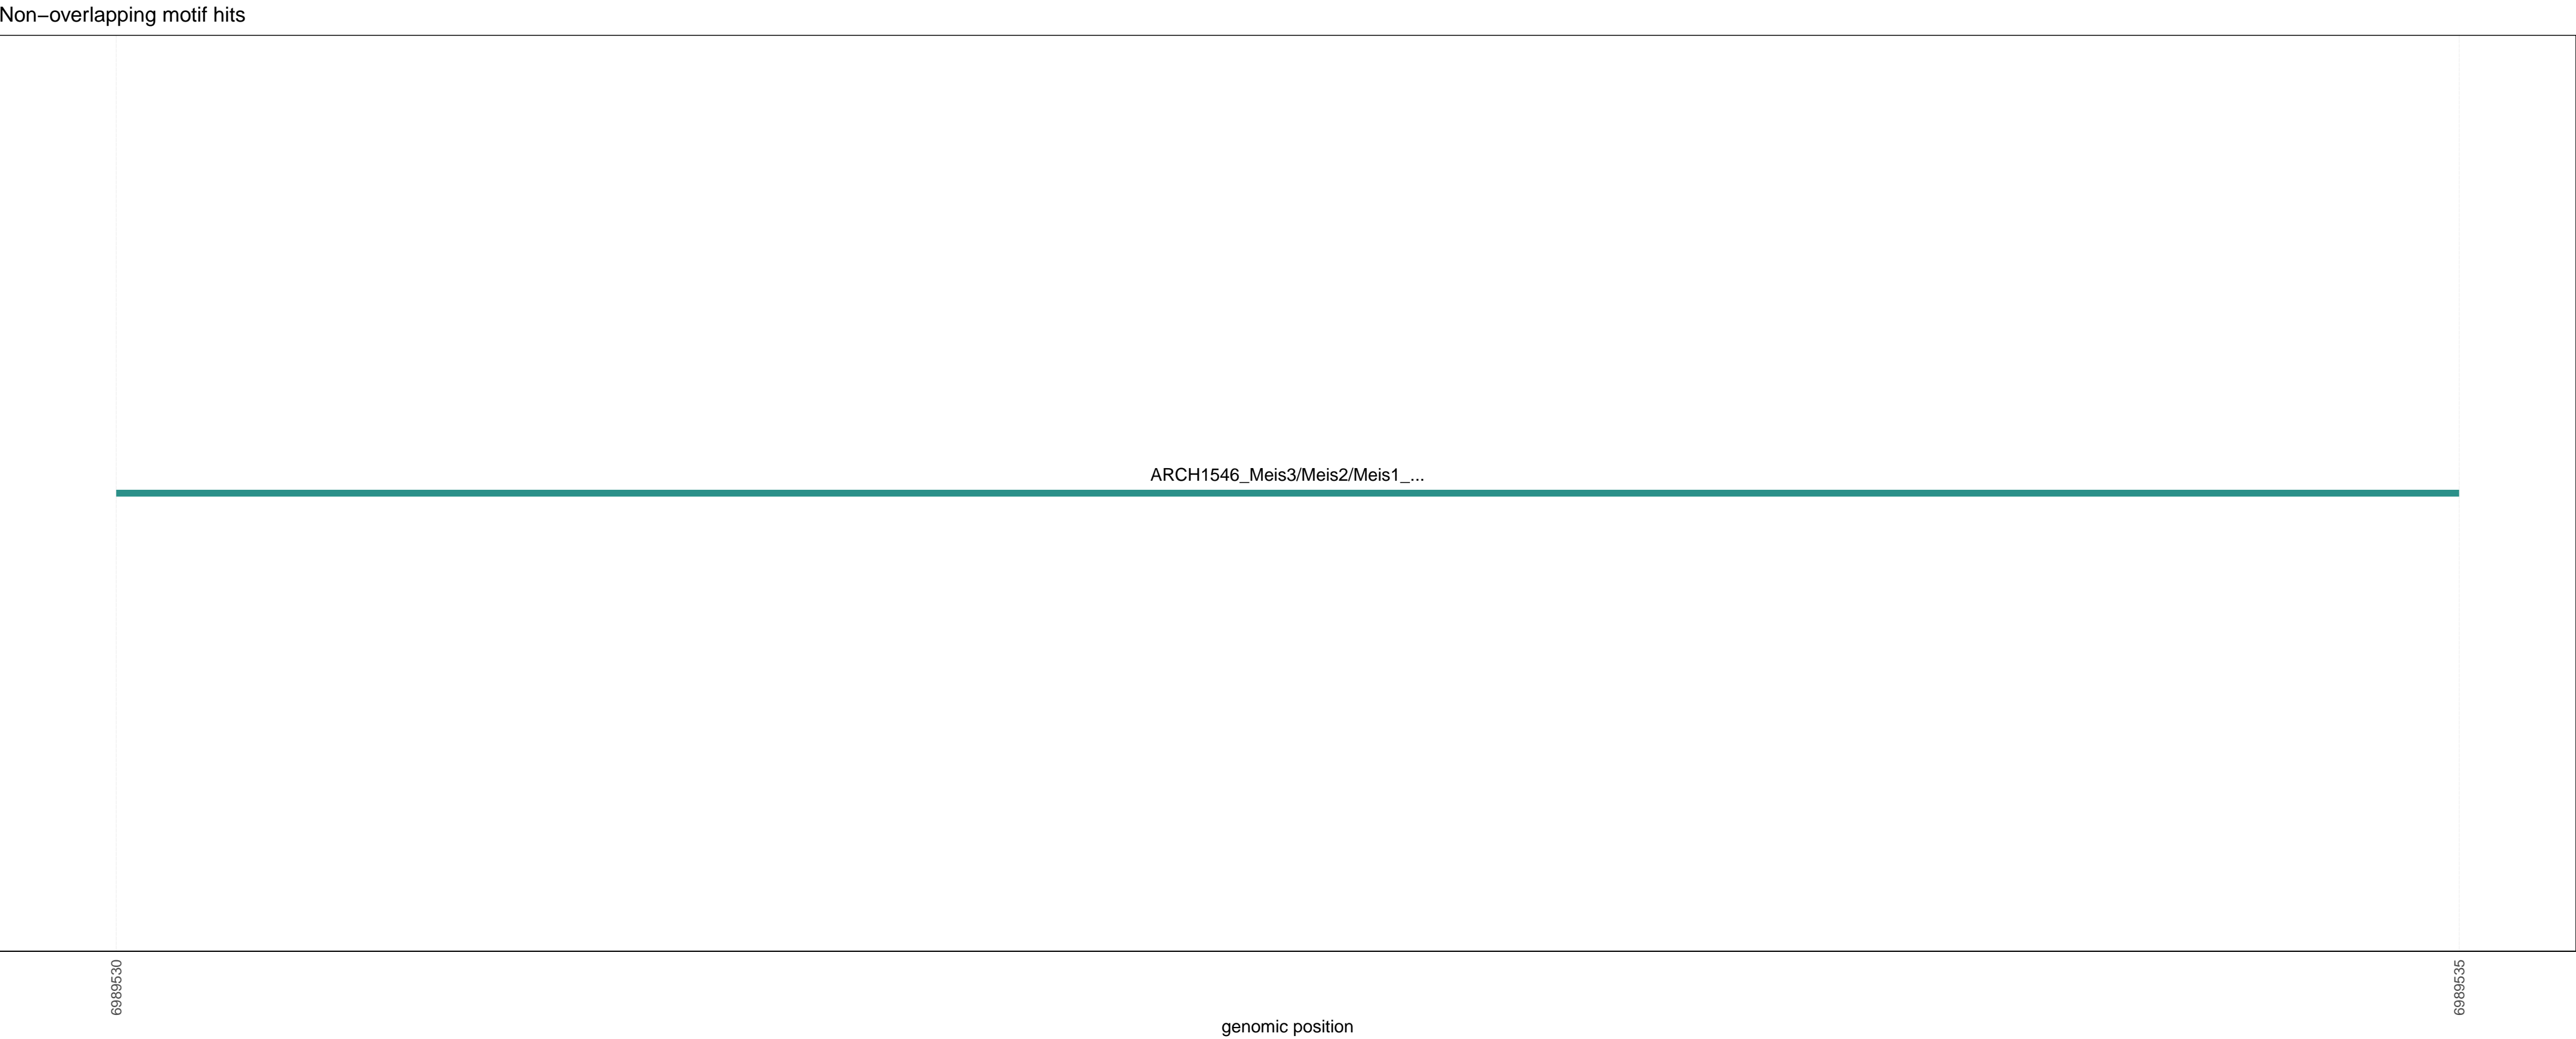 Non−overlapping motif hits
ARCH1546_Meis3/Meis2/Meis1_...
6989530
6989535
genomic position